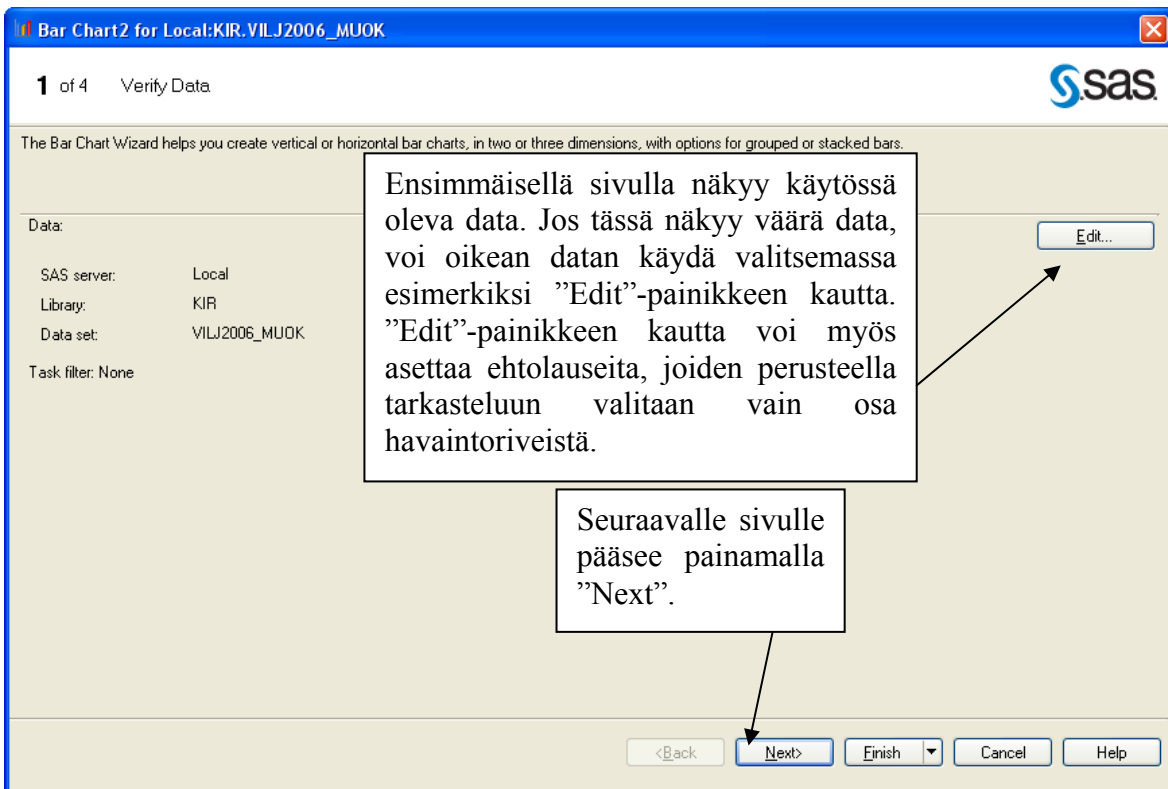 Bar Chart2 for Local:KIR.VILJ2006_MUOK
1 of 4 Verify Data
sas.
The Bar Chart Wizard helps you create vertical or horizontal bar charts, in two or three dimensions, with options for grouped or stacked bars.
Ensimmäisellä sivulla näkyy käytössä
oleva data. Jos tässä näkyy väärä data,
voi oikean datan käydä valitsemassa
esimerkiksi ”Edit”-painikkeen kautta.
”Edit”-painikkeen kautta voi myös
asettaa ehtolauseita, joiden perusteella
tarkasteluun valitaan vain osa
havaintoriveistä.
Data:
Edit...
SAS server: Local
Library: KIR
Data set: VILJ2006_MUOK
Task filter: None
Seuraavalle sivulle
pääsee painamalla
”Next”.
<Back Next> Finish Cancel Help